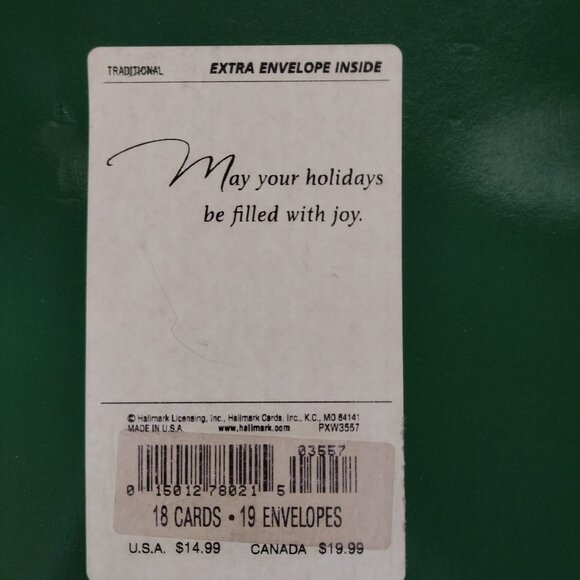 TRADITIONAL EXTRA ENVELOPE INSIDE
May your holidays
be filled with joy.
© Hallmark Licensing, Inc., Hallmark Cards, Inc., K.C., MO 64141
MADE IN U.S.A. www.hallmark.com PXW3557
03557
0 15012 78021 5
18 CARDS • 19 ENVELOPES
U.S.A. $14.99 CANADA $19.99